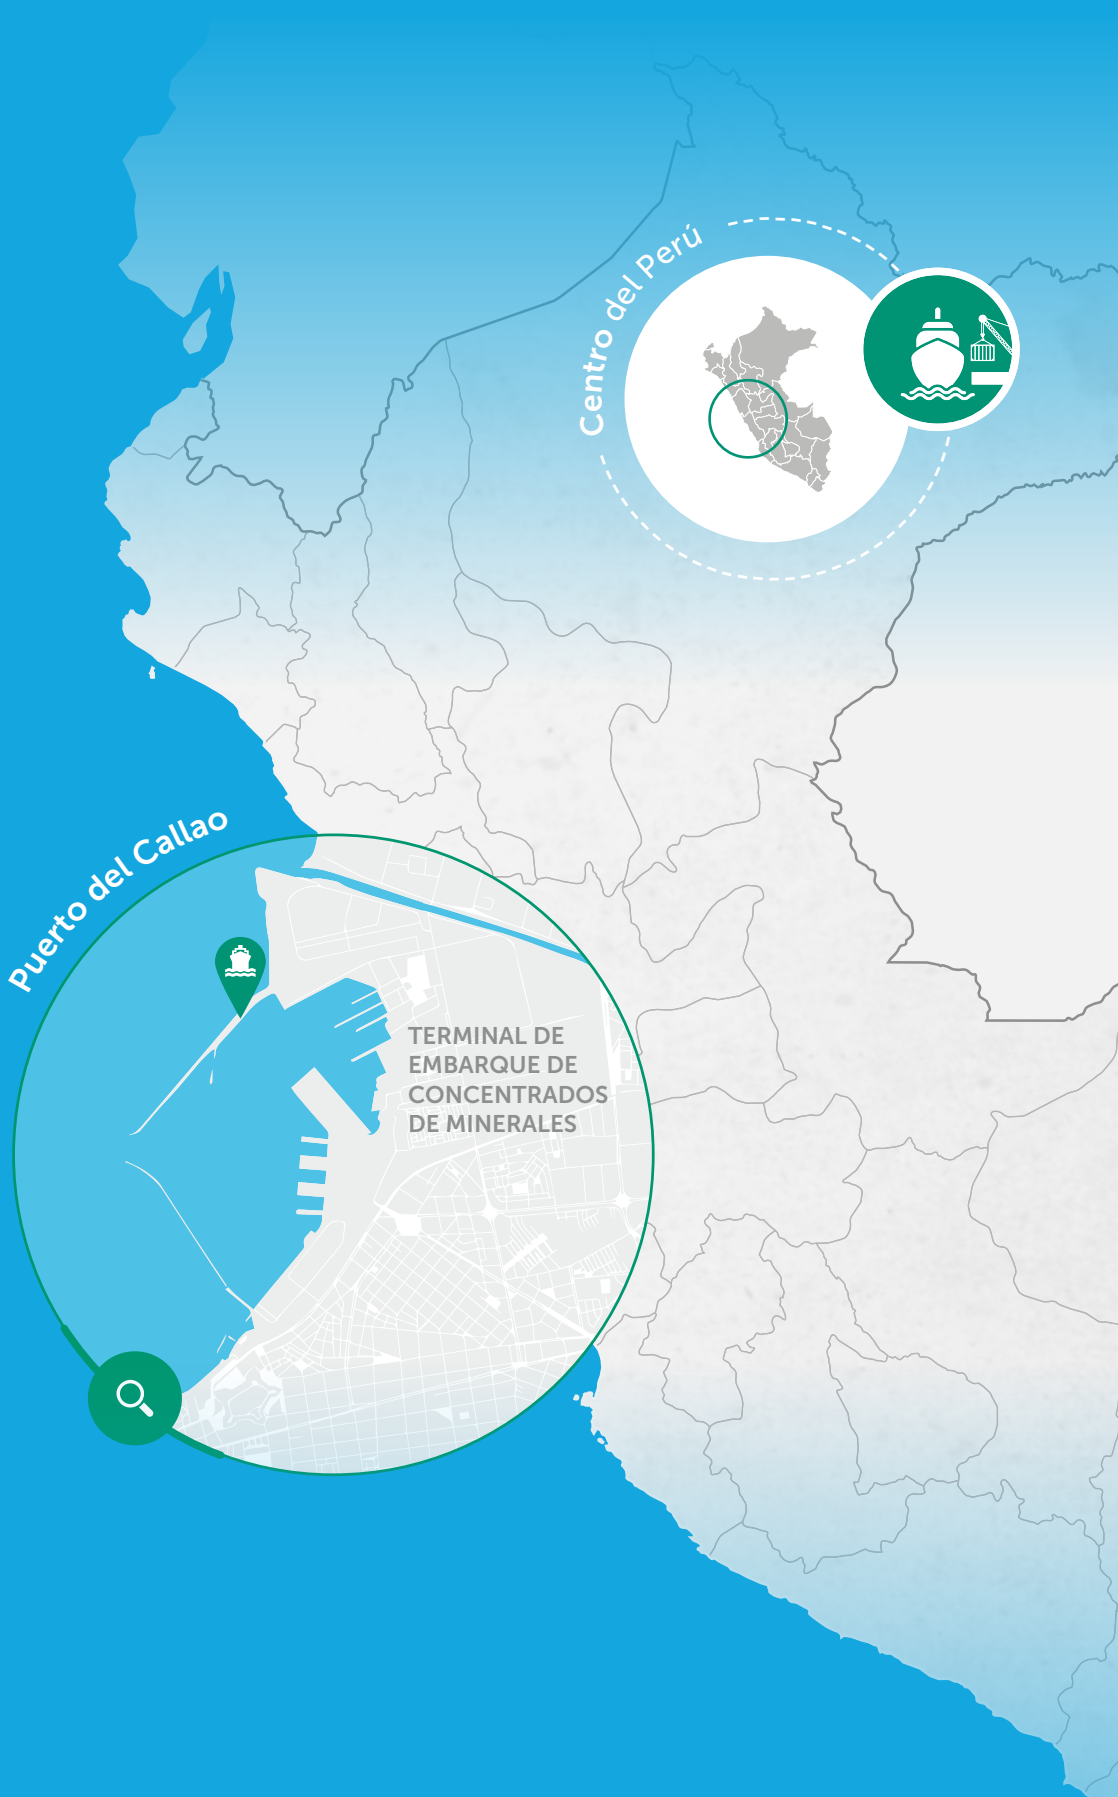 Centro del Perú
Puerto del Callao
TERMINAL DE
EMBARQUE DE
CONCENTRADOS
DE MINERALES